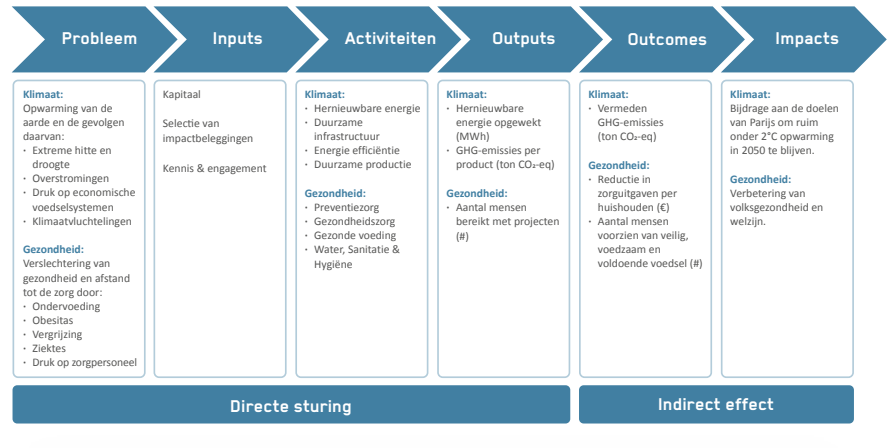 Probleem
Inputs
Activiteiten
Outputs
Outcomes
Impacts
Klimaat:
Opwarming van de
aarde en de gevolgen
daarvan:
· Extreme hitte en
droogte
· Overstromingen
· Druk op economische
voedselsystemen
· Klimaatvluchtelingen
Gezondheid:
Verslechtering van
gezondheid en afstand
tot de zorg door:
· Ondervoeding
· Obesitas
· Vergrijzing
· Ziektes
· Druk op zorgpersoneel
Kapitaal
Selectie van
impactbeleggingen
Kennis & engagement
Klimaat:
· Hernieuwbare energie
· Duurzame
infrastructuur
· Energie efficiëntie
· Duurzame productie
Gezondheid:
· Preventiezorg
· Gezondheidszorg
· Gezonde voeding
· Water, Sanitatie &
Hygiëne
Klimaat:
· Hernieuwbare
energie opgewekt
(MWh)
· GHG-emissies per
product (ton CO₂-eq)
Gezondheid:
· Aantal mensen
bereikt met projecten
(#)
Klimaat:
· Vermeden
GHG-emissies
(ton CO₂-eq)
Gezondheid:
· Reductie in
zorguitgaven per
huishouden (€)
· Aantal mensen
voorzien van veilig,
voedzaam en
voldoende voedsel (#)
Klimaat:
Bijdrage aan de doelen
van Parijs om ruim
onder 2°C opwarming
in 2050 te blijven.
Gezondheid:
Verbetering van
volksgezondheid en
welzijn.
Directe sturing
Indirect effect